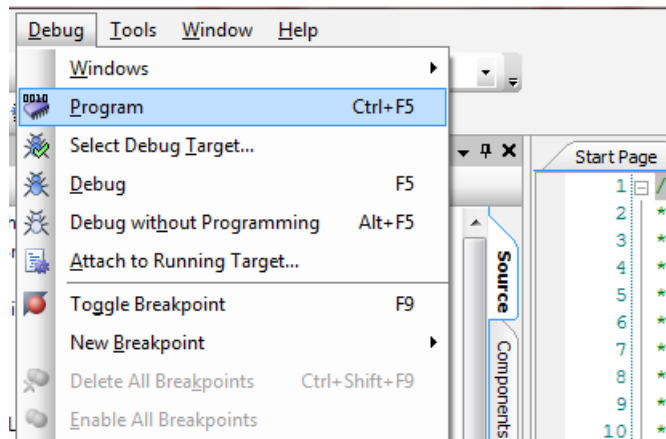 Debug Tools Window Help
Windows
0010
Program Ctrl+F5
Select Debug Target...
Start Page
Debug F5
1 /
Debug without Programming Alt+F5
2 *
3 *
Attach to Running Target...
4 *
Source
5 *
Toggle Breakpoint F9
6 *
New Breakpoint
7 *
Components
Delete All Breakpoints Ctrl+Shift+F9
8 *
9 *
Enable All Breakpoints
10 *